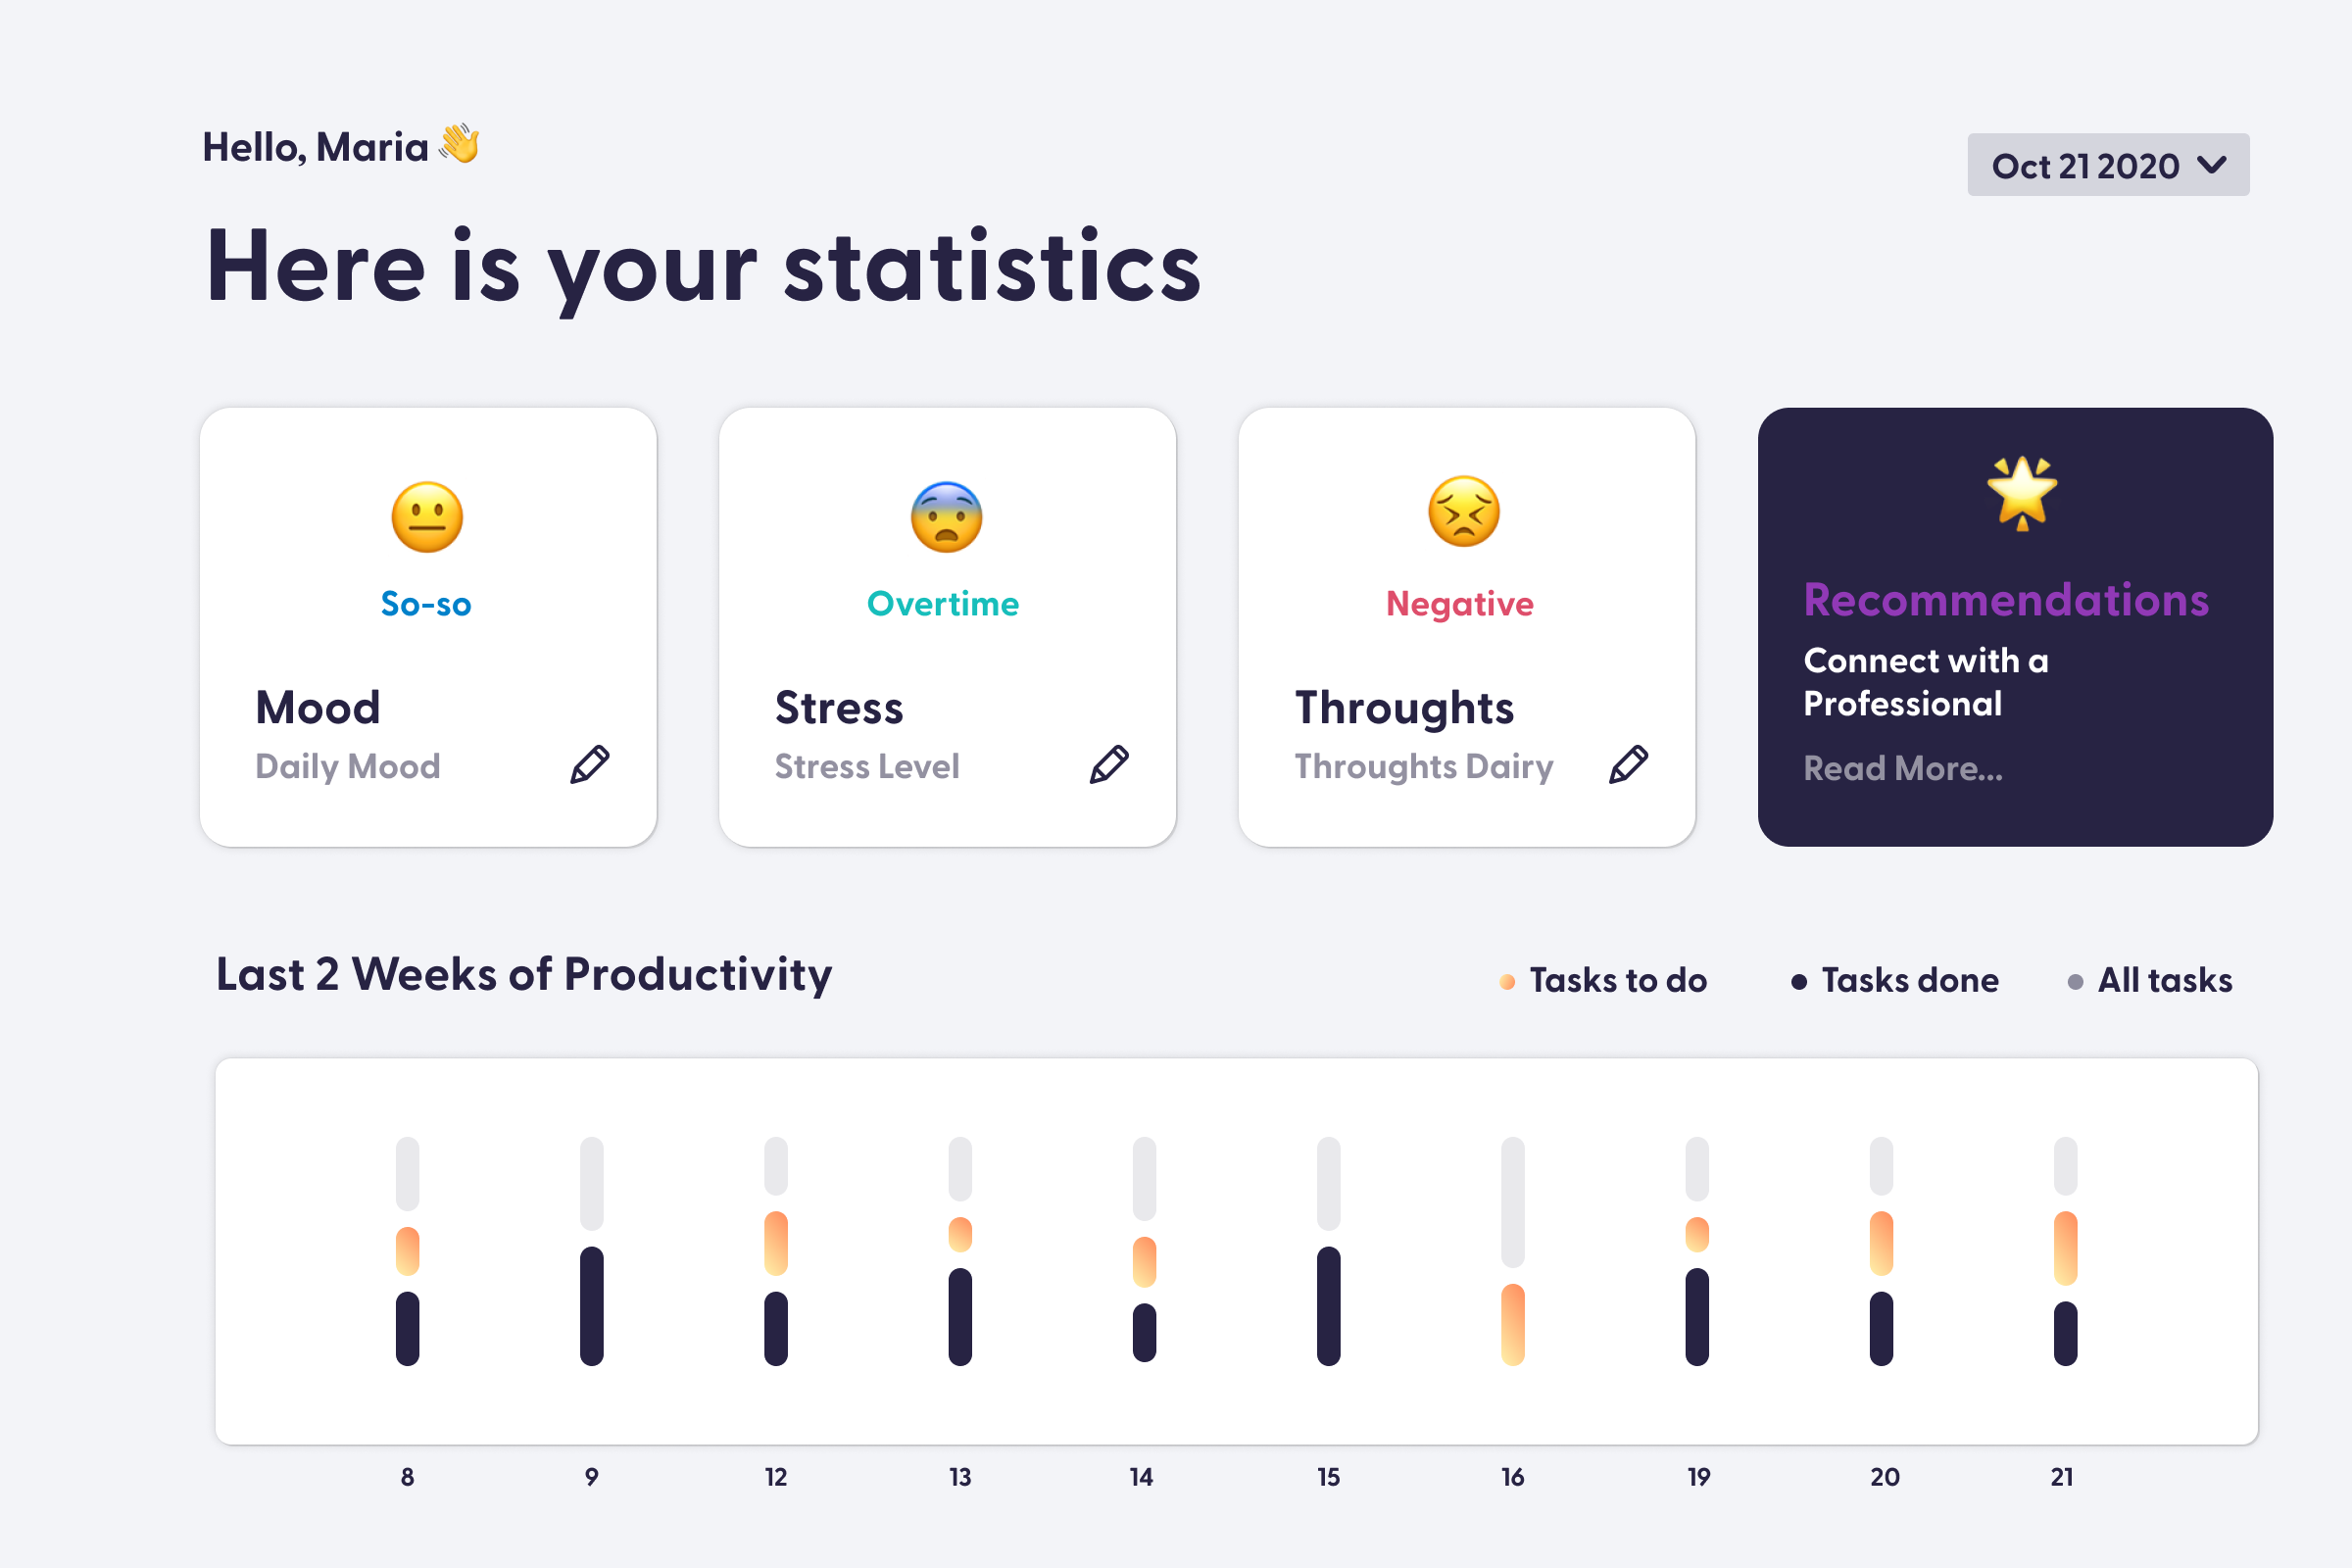 Hello, Maria 👋
Oct 21 2020
Here is your statistics
So-so
Mood
Daily Mood
Overtime
Stress
Stress Level
Negative
Throughts
Throughts Dairy
Recommendations
Connect with a
Professional
Read More...
Last 2 Weeks of Productivity
Tasks to do
Tasks done
All tasks
8 9 12 13 14 15 16 19 20 21